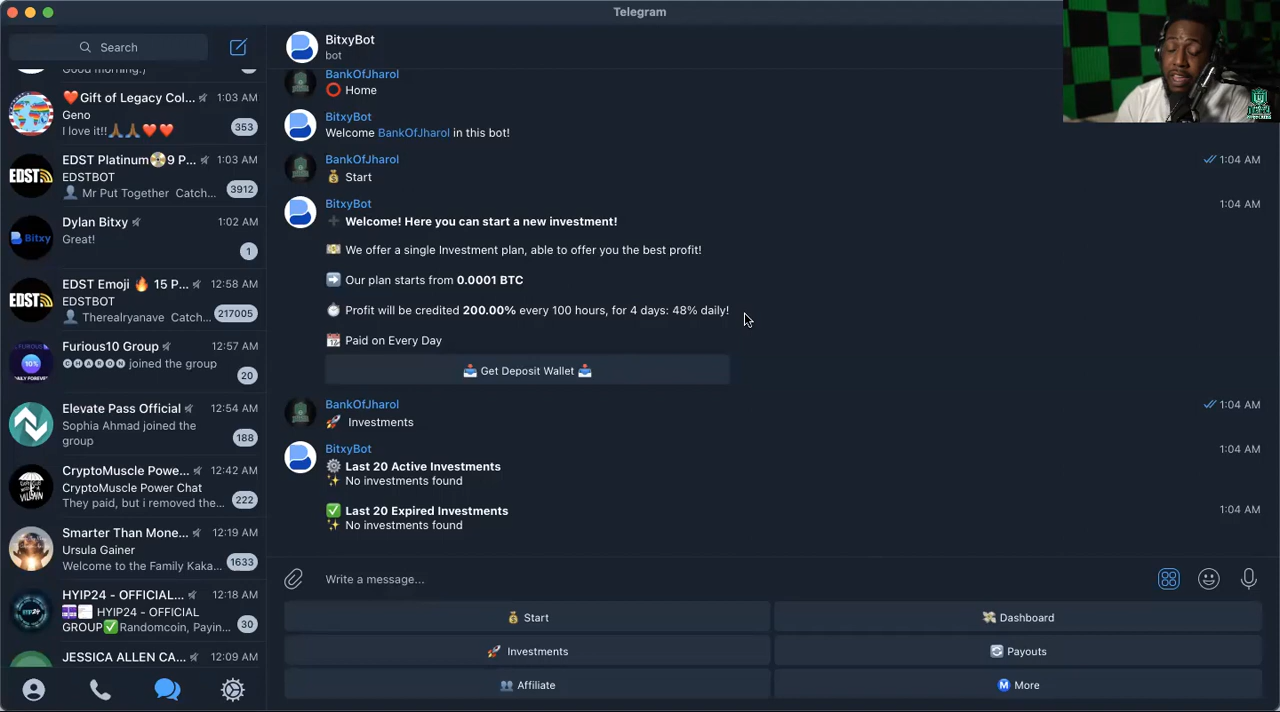 Telegram
Search
Good morning:)
❤️Gift of Legacy Col... 1:03 AM
Geno
I love it!!🙏🏾🙏🏾❤️❤️ 353
EDST Platinum📀9 P... 1:03 AM
EDSTBOT
👤 Mr Put Together Catch... 3912
EDST
Dylan Bitxy 1:02 AM
Great!
1
Bitxy
EDST Emoji 🔥 15 P... 12:58 AM
EDSTBOT
👤 Therealryanave Catch... 217005
EDST
Furious10 Group 12:57 AM
🅒🅗🅐🅡🅞🅝 joined the group
20
10%
Elevate Pass Official 12:54 AM
Sophia Ahmad joined the
group 188
CryptoMuscle Powe... 12:42 AM
CryptoMuscle Power Chat
They paid, but i removed the... 222
Smarter Than Mone... 12:19 AM
Ursula Gainer
Welcome to the Family Kaka... 1633
HYIP24 - OFFICIAL... 12:18 AM
HYIP24 - OFFICIAL
GROUP✅Randomcoin, Payin... 30
JESSICA ALLEN CA... 12:09 AM
BitxyBot
bot
BankOfJharol
⭕ Home
BitxyBot
Welcome BankOfJharol in this bot!
BankOfJharol 1:04 AM
💰 Start
BitxyBot 1:04 AM
➕ Welcome! Here you can start a new investment!
💴 We offer a single Investment plan, able to offer you the best profit!
➡️ Our plan starts from 0.0001 BTC
⏱ Profit will be credited 200.00% every 100 hours, for 4 days: 48% daily!
📆 Paid on Every Day
📥 Get Deposit Wallet 📥
BankOfJharol 1:04 AM
🚀 Investments
BitxyBot 1:04 AM
⚙️ Last 20 Active Investments
✨ No investments found
✅ Last 20 Expired Investments 1:04 AM
✨ No investments found
Write a message...
💰 Start
💸 Dashboard
🚀 Investments
🔄 Payouts
👥 Affiliate
Ⓜ️ More